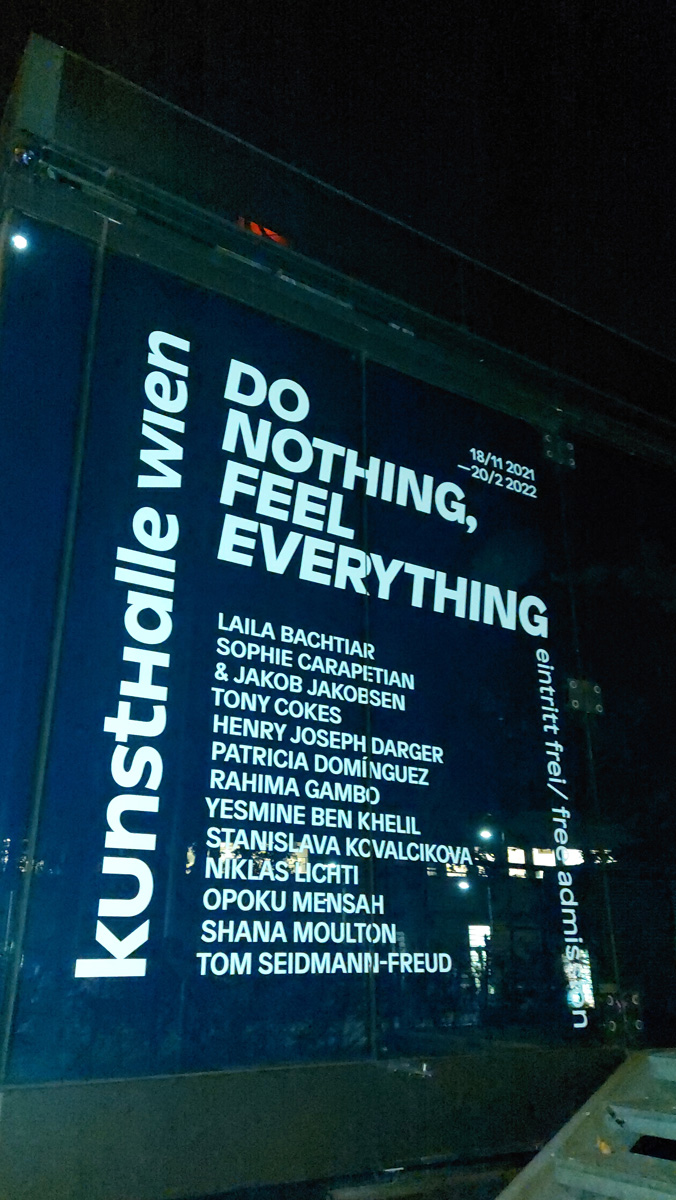 kunsthalle wien
DO
NOTHING,
FEEL
EVERYTHING
18/11 2021
—20/2 2022
LAILA BACHTIAR
SOPHIE CARAPETIAN
& JAKOB JAKOBSEN
TONY COKES
HENRY JOSEPH DARGER
PATRICIA DOMÍNGUEZ
RAHIMA GAMBO
YESMINE BEN KHELIL
STANISLAVA KOVALCIKOVA
NIKLAS LICHTI
OPOKU MENSAH
SHANA MOULTON
TOM SEIDMANN-FREUD
eintritt frei/ free admission